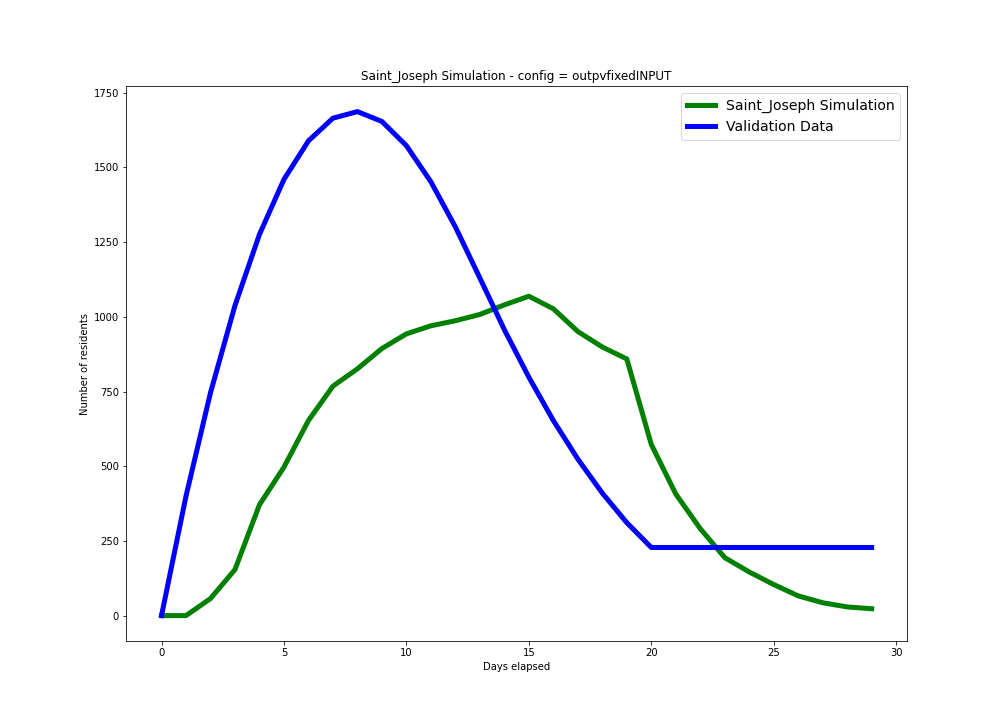 Saint_Joseph Simulation - config = outpvfixedINPUT
Saint_Joseph Simulation
Validation Data
Number of residents
1750
1500
1250
1000
750
500
250
0
0 5 10 15 20 25 30
Days elapsed